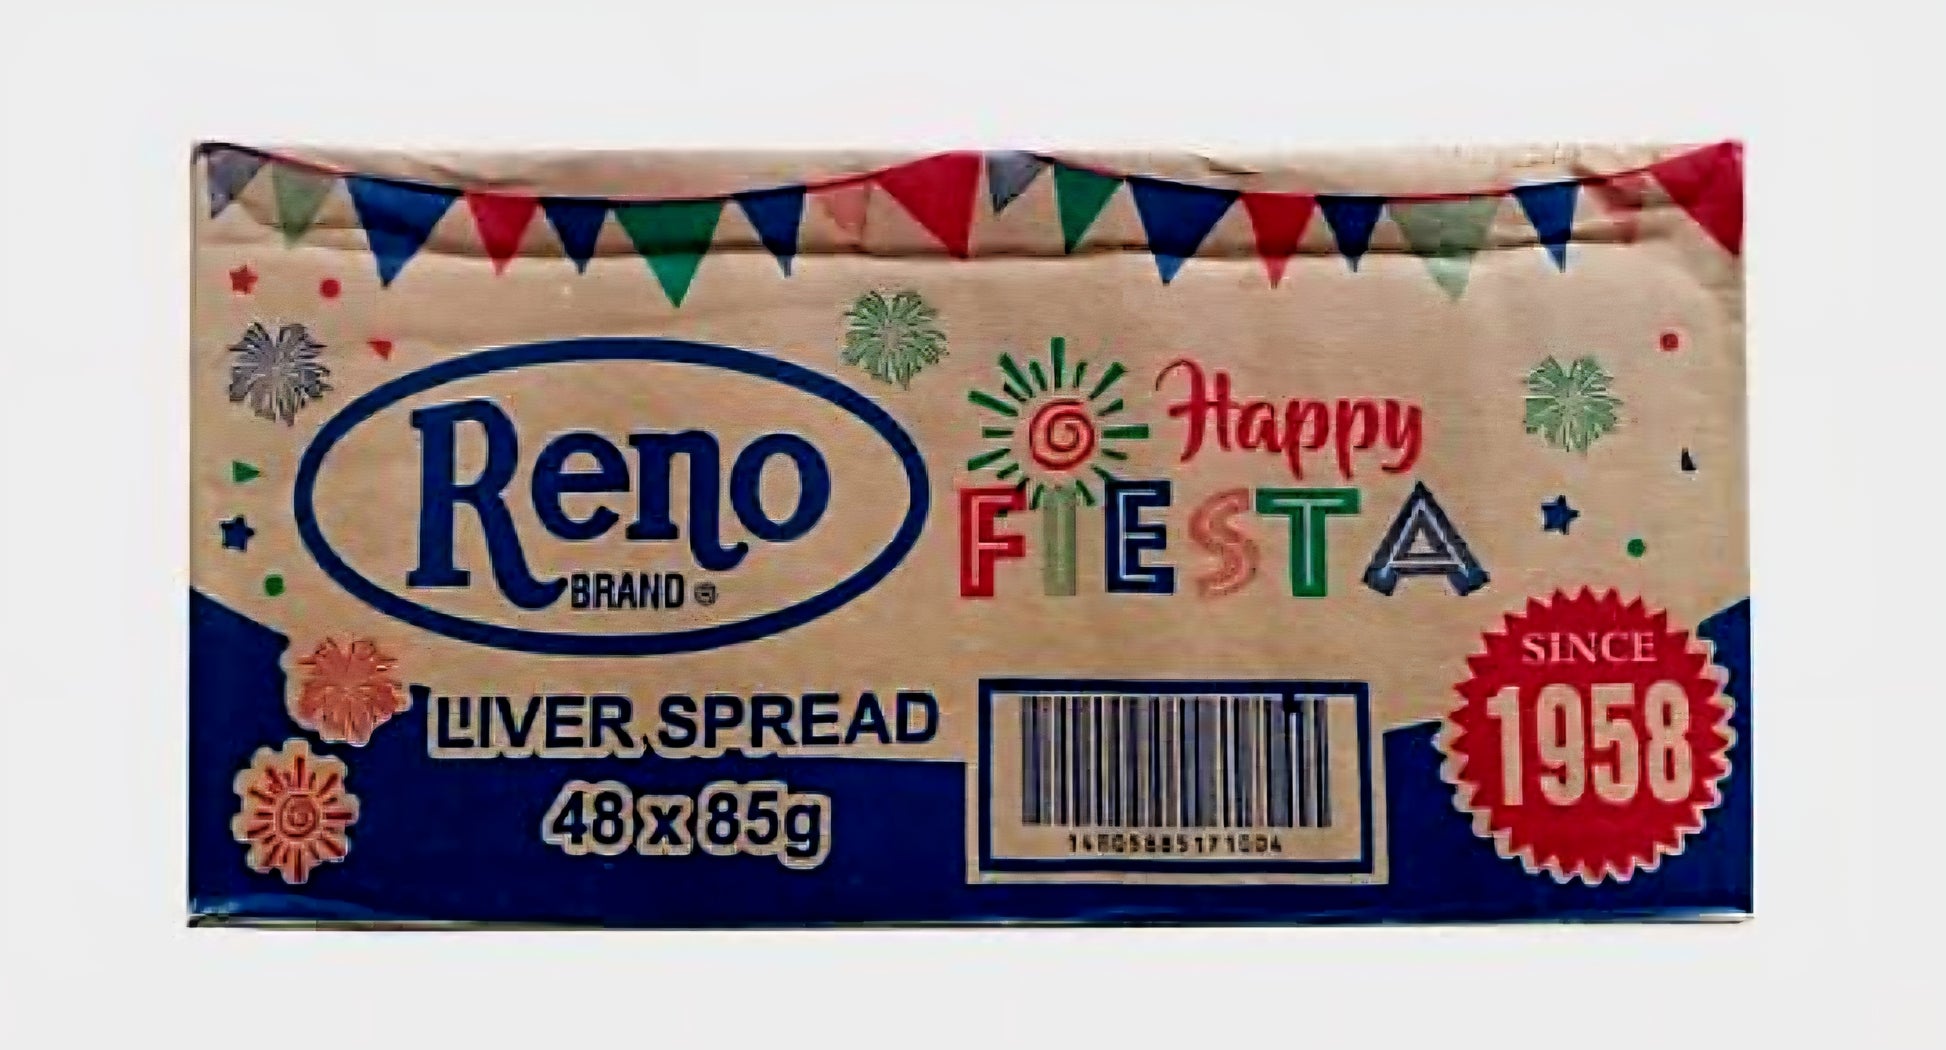 Reno
BRAND ®
Happy
FIESTA
LIVER SPREAD
48 x 85g
SINCE
1958